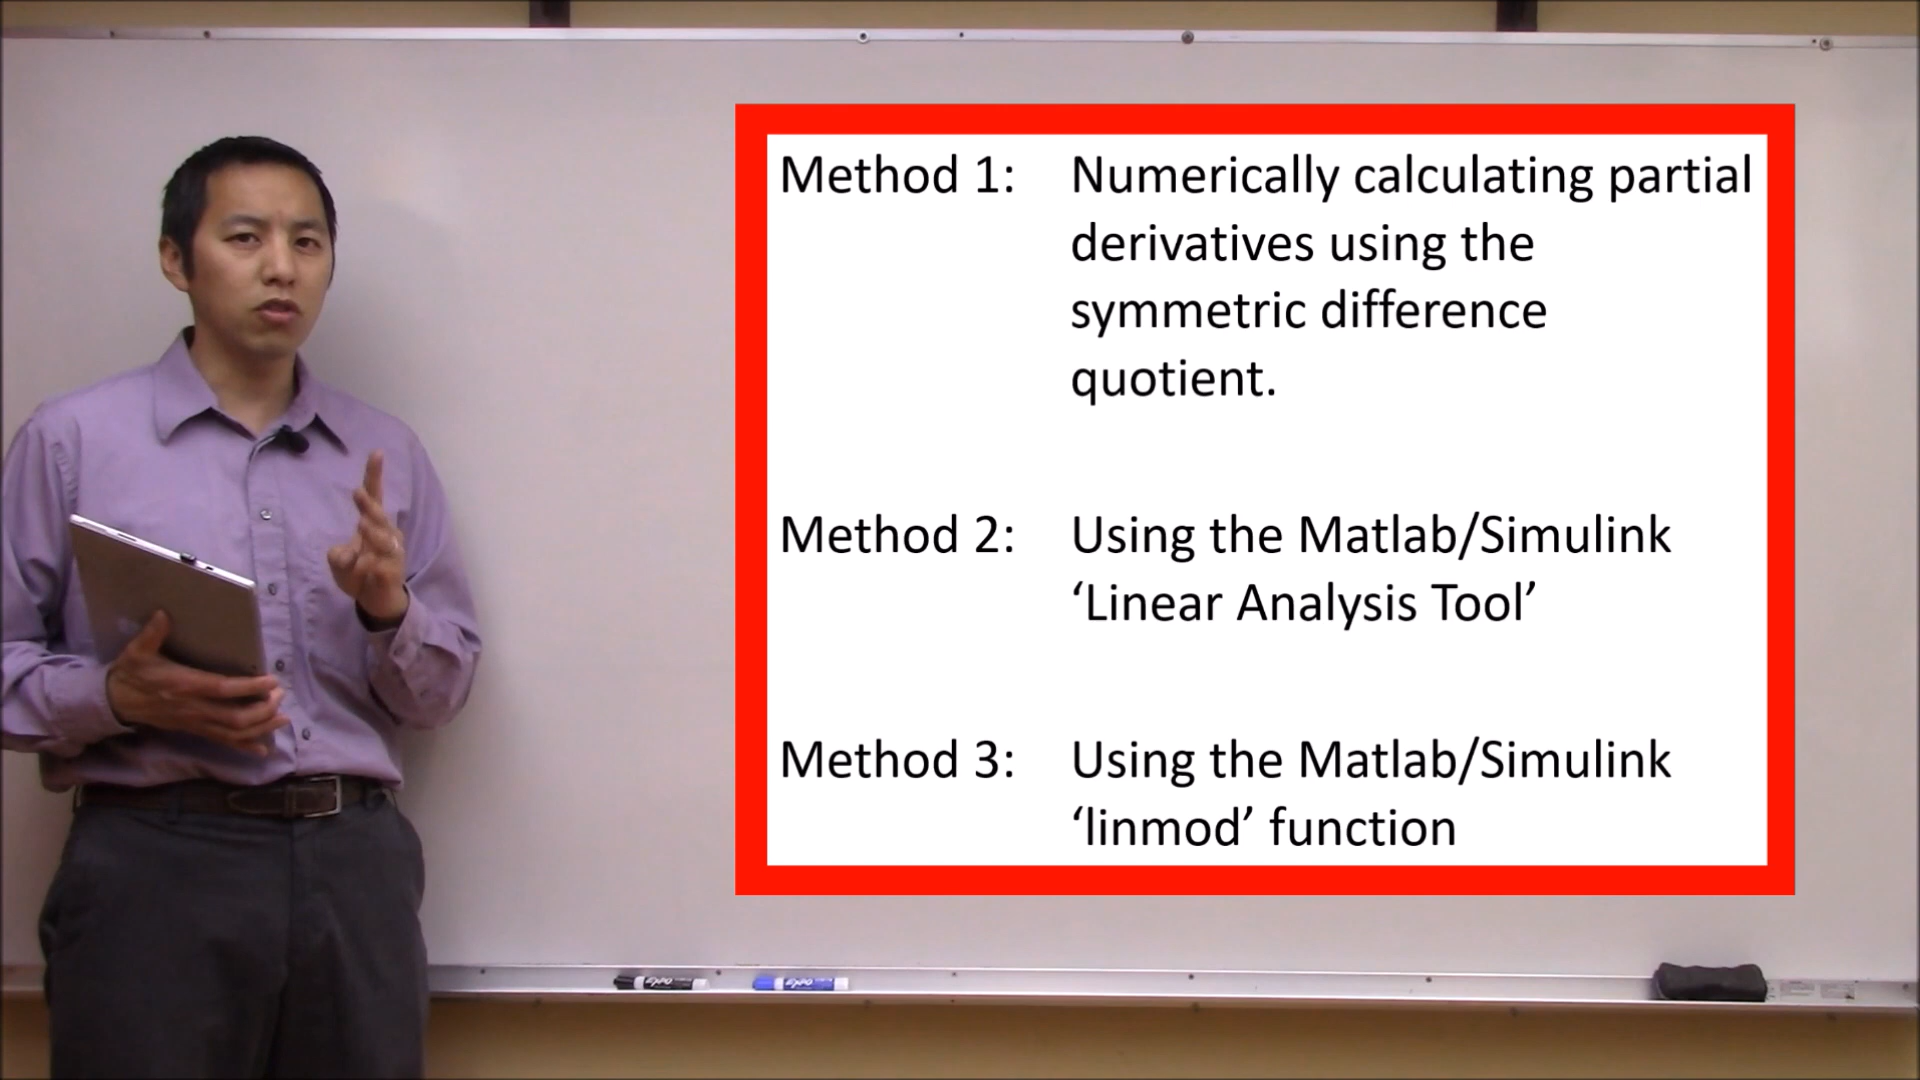 Method 1: Numerically calculating partial
derivatives using the
symmetric difference
quotient.
Method 2: Using the Matlab/Simulink
‘Linear Analysis Tool’
Method 3: Using the Matlab/Simulink
‘linmod’ function